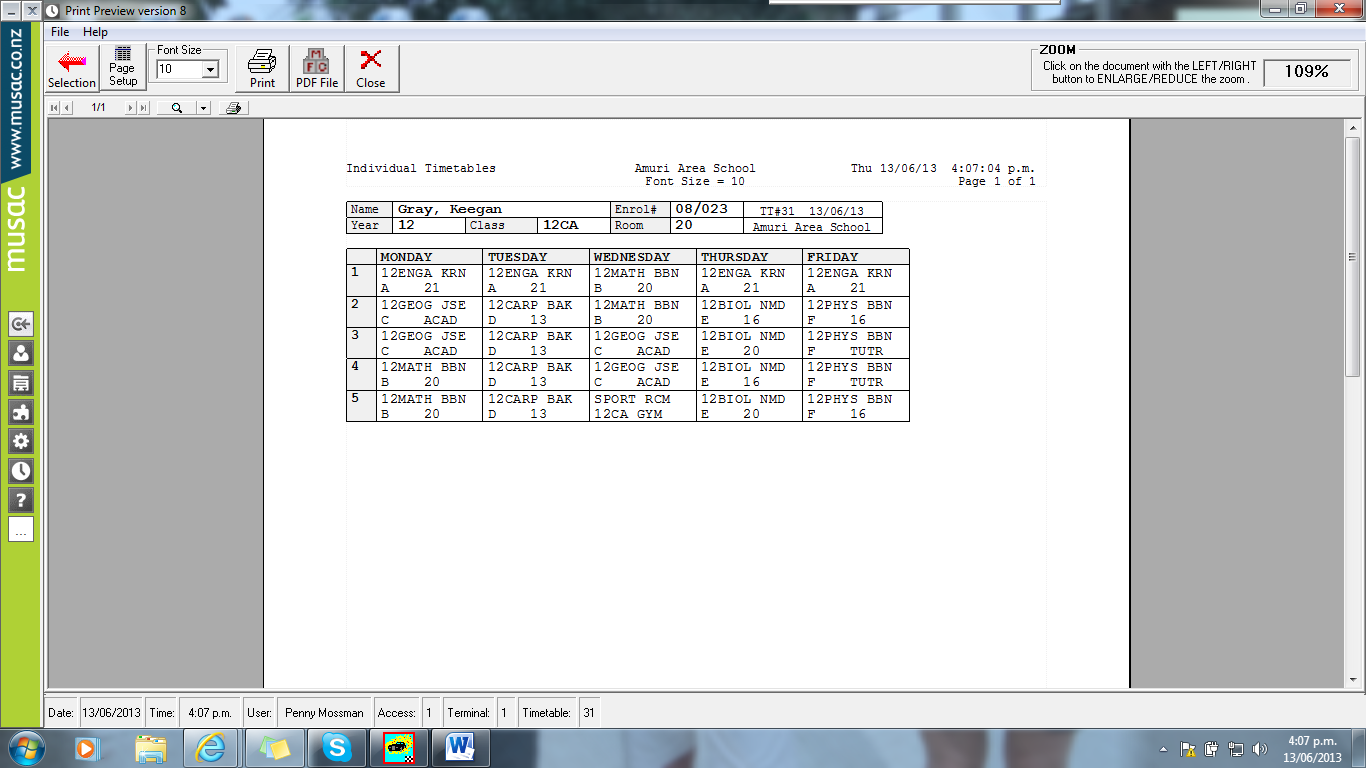 Print Preview version 8
File Help
Selection Page Setup Font Size 10 Print PDF File Close
ZOOM
Click on the document with the LEFT/RIGHT
button to ENLARGE/REDUCE the zoom .
109%
1/1
www.musac.co.nz
musac
Individual Timetables Amuri Area School Thu 13/06/13 4:07:04 p.m.
Font Size = 10 Page 1 of 1
Name Gray, Keegan Enrol# 08/023 TT#31 13/06/13
Year 12 Class 12CA Room 20 Amuri Area School
MONDAY TUESDAY WEDNESDAY THURSDAY FRIDAY
1 12ENGA KRN 12ENGA KRN 12MATH BBN 12ENGA KRN 12ENGA KRN
A 21 A 21 B 20 A 21 A 21
2 12GEOG JSE 12CARP BAK 12MATH BBN 12BIOL NMD 12PHYS BBN
C ACAD D 13 B 20 E 16 F 16
3 12GEOG JSE 12CARP BAK 12GEOG JSE 12BIOL NMD 12PHYS BBN
C ACAD D 13 C ACAD E 20 F TUTR
4 12MATH BBN 12CARP BAK 12GEOG JSE 12BIOL NMD 12PHYS BBN
B 20 D 13 C ACAD E 16 F TUTR
5 12MATH BBN 12CARP BAK SPORT RCM 12BIOL NMD 12PHYS BBN
B 20 D 13 12CA GYM E 20 F 16
Date: 13/06/2013 Time: 4:07 p.m. User: Penny Mossman Access: 1 Terminal: 1 Timetable: 31
4:07 p.m.
13/06/2013